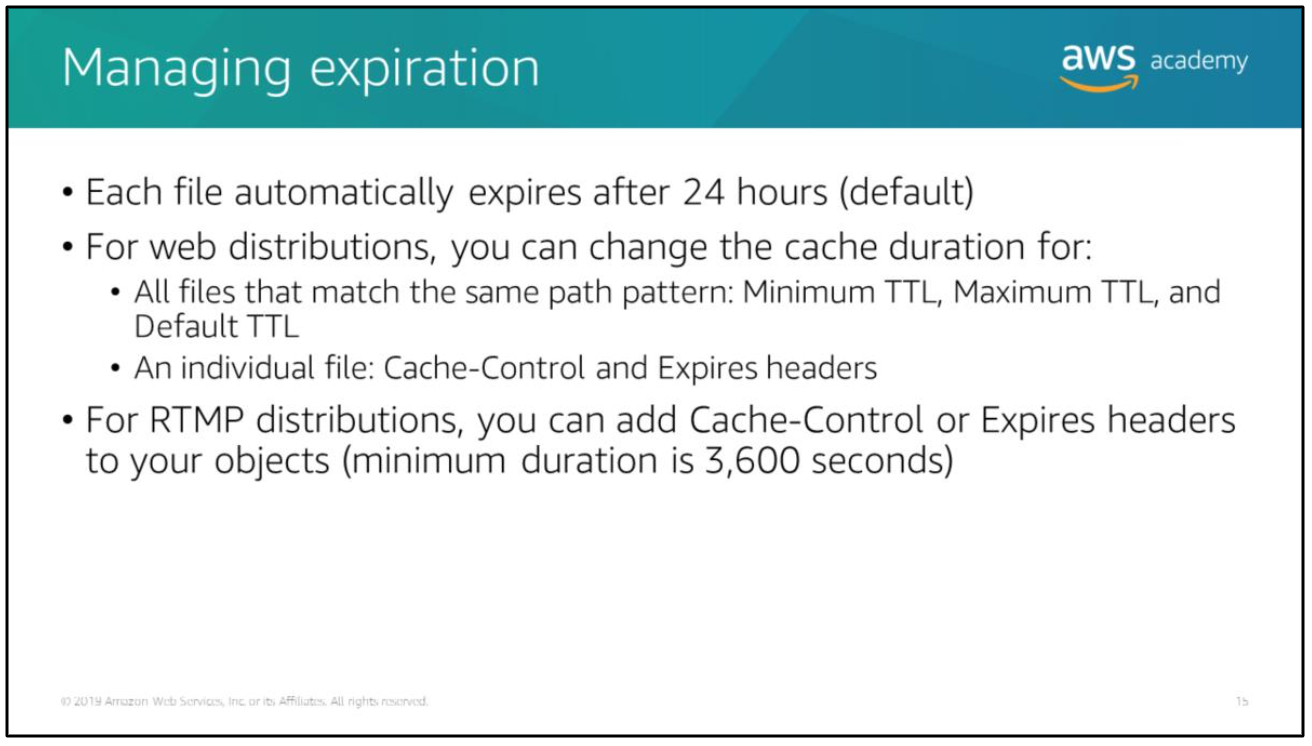 Managing expiration
aws academy
• Each file automatically expires after 24 hours (default)
• For web distributions, you can change the cache duration for:
• All files that match the same path pattern: Minimum TTL, Maximum TTL, and
Default TTL
• An individual file: Cache-Control and Expires headers
• For RTMP distributions, you can add Cache-Control or Expires headers
to your objects (minimum duration is 3,600 seconds)
© 2019 Amazon Web Services, Inc. or its Affiliates. All rights reserved.
15